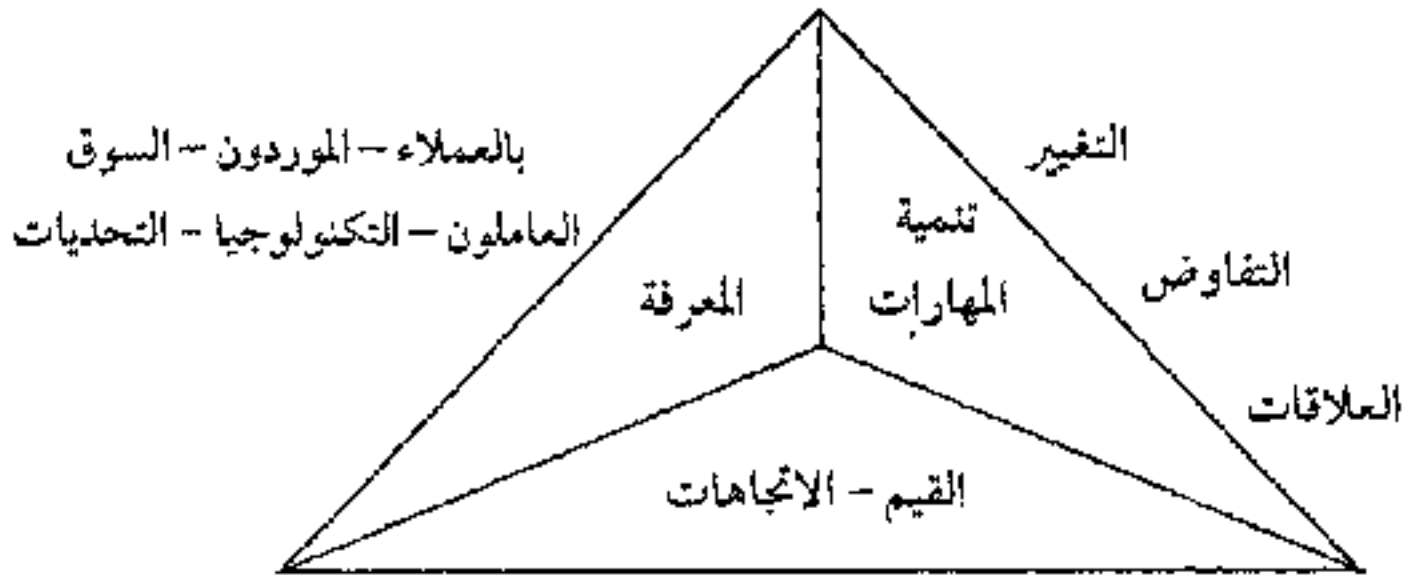 بالعملاء – الموردون – السوق
العاملون – التكنولوجيا – التحديات
التغيير
تنمية
المهارات
المعرفة
التفاوض
العلاقات
القيم – الاتجاهات